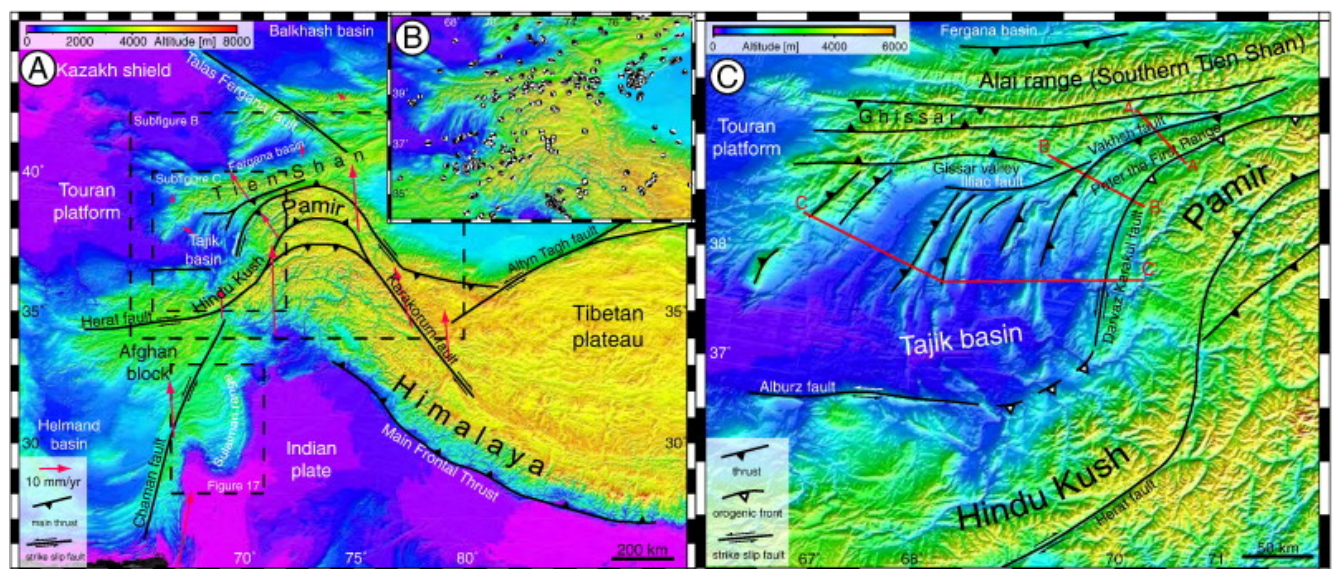 0 2000 4000 Altitude [m] 8000
Balkhash basin
A
Kazakh shield
Talas Fergana fault
Subfigure B
Fergana basin
40˚
Subfigure C
Tien Shan
Touran
platform
Pamir
Tajik
basin
Hindu Kush
Altyn Tagh fault
Karakorum fault
35˚
Herat fault
35˚
Tibetan
plateau
Afghan
block
Himalaya
Sulaiman range
Helmand
basin
30
Indian
plate
Main Frontal Thrust
30
10 mm/yr
Chaman fault
Figure 17
main thrust
strike slip fault
70
75
80
200 km
B
68˚
76˚
39˚
37˚
35˚
0 Altitude [m] 6000
Fergana basin
C
Alai range (Southern Tien Shan)
Ghissar
A
Touran
platform
Vakhsh fault
B
Peter the First Range
Gissar valley
Illiac fault
A
C
B
Pamir
38˚
Darvaz Karakul fault
C
Tajik basin
37˚
Alburz fault
thrust
orogenic front
strike slip fault
Hindu Kush
Herat fault
67˚
68
70
71
50 km